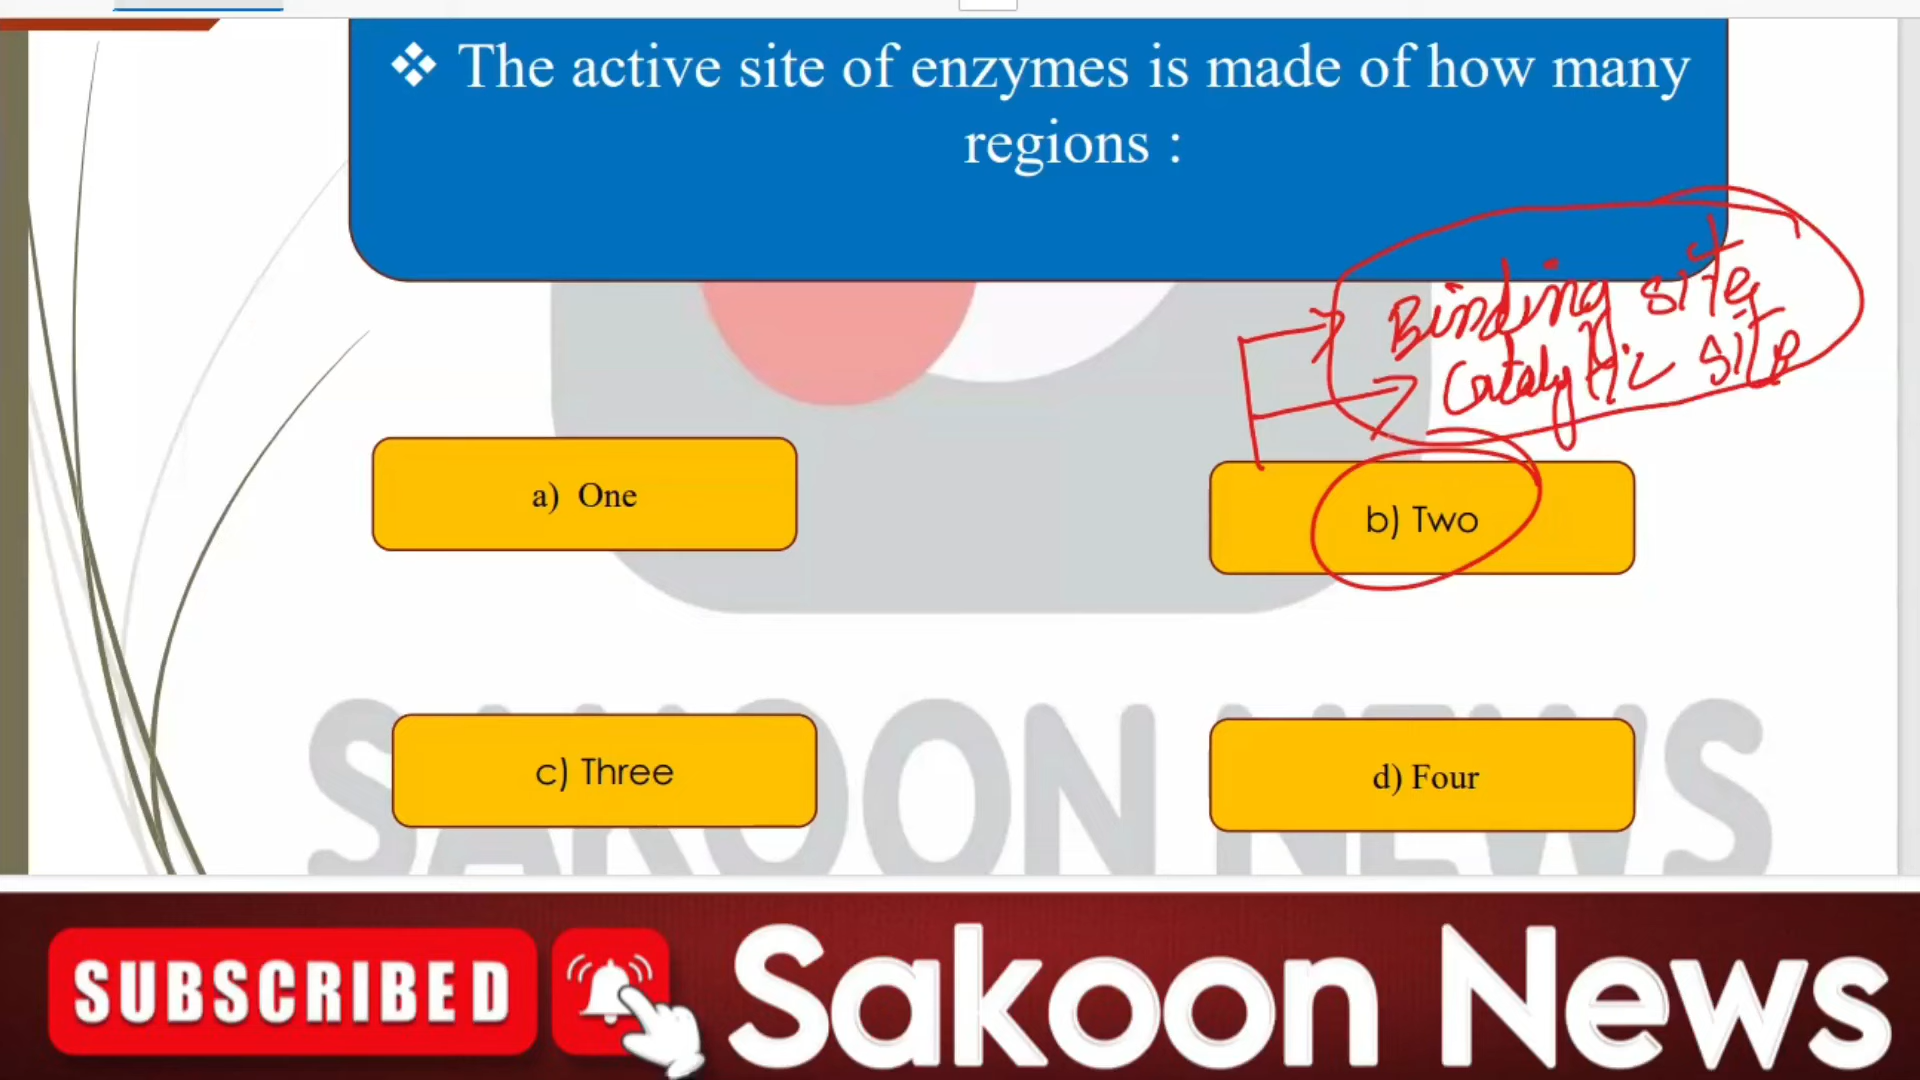 ❖ The active site of enzymes is made of how many
regions :
Binding site
Catalytic site
a) One
b) Two
c) Three
d) Four
SAKOON NEWS
SUBSCRIBED
Sakoon News